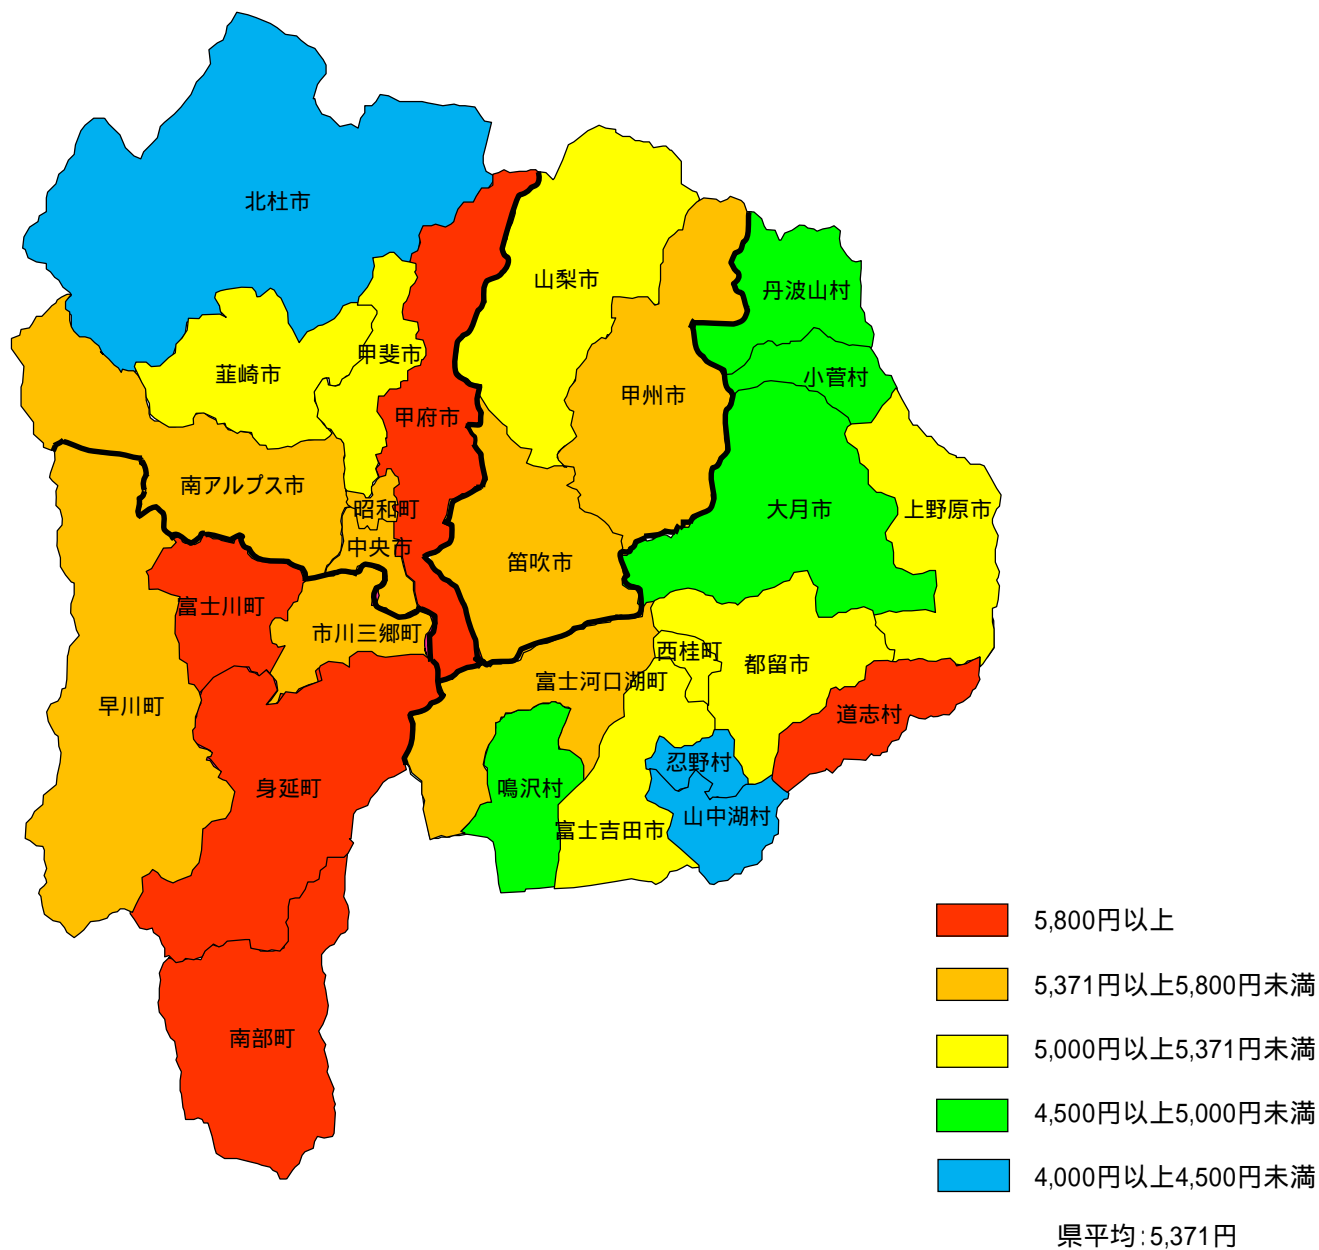 北杜市
山梨市
丹波山村
甲斐市
韮崎市
小菅村
甲州市
甲府市
南アルプス市
昭和町
大月市
上野原市
中央市
笛吹市
富士川町
市川三郷町
西桂町
都留市
富士河口湖町
早川町
道志村
忍野村
身延町
鳴沢村
山中湖村
富士吉田市
南部町
5,800円以上
5,371円以上5,800円未満
5,000円以上5,371円未満
4,500円以上5,000円未満
4,000円以上4,500円未満
県平均:5,371円